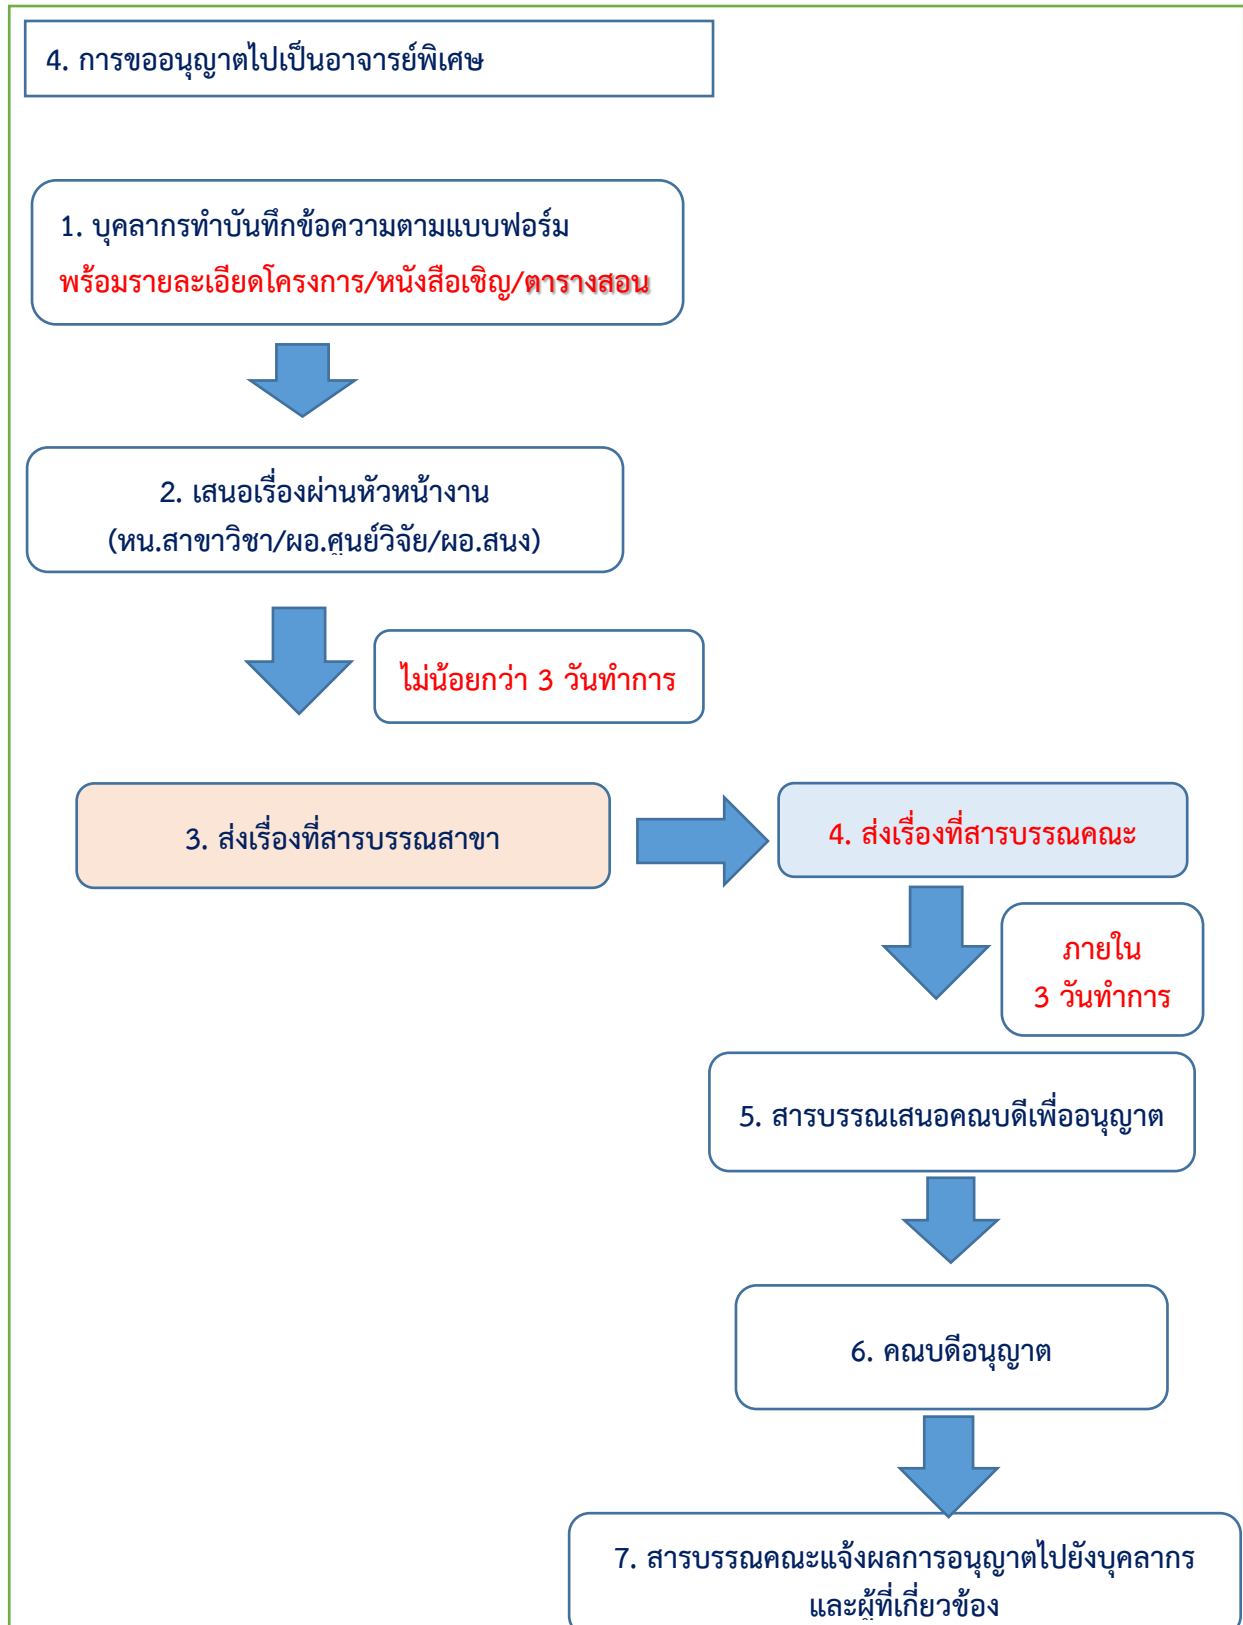 4. การขออนุญาตไปเป็นอาจารย์พิเศษ
1. บุคลากรทำบันทึกข้อความตามแบบฟอร์ม
พร้อมรายละเอียดโครงการ/หนังสือเชิญ/ตารางสอน
2. เสนอเรื่องผ่านหัวหน้างาน
(หน.สาขาวิชา/ผอ.ศูนย์วิจัย/ผอ.สนง)
ไม่น้อยกว่า 3 วันทำการ
3. ส่งเรื่องที่สารบรรณสาขา
4. ส่งเรื่องที่สารบรรณคณะ
ภายใน
3 วันทำการ
5. สารบรรณเสนอคณบดีเพื่ออนุญาต
6. คณบดีอนุญาต
7. สารบรรณคณะแจ้งผลการอนุญาตไปยังบุคลากร
และผู้ที่เกี่ยวข้อง